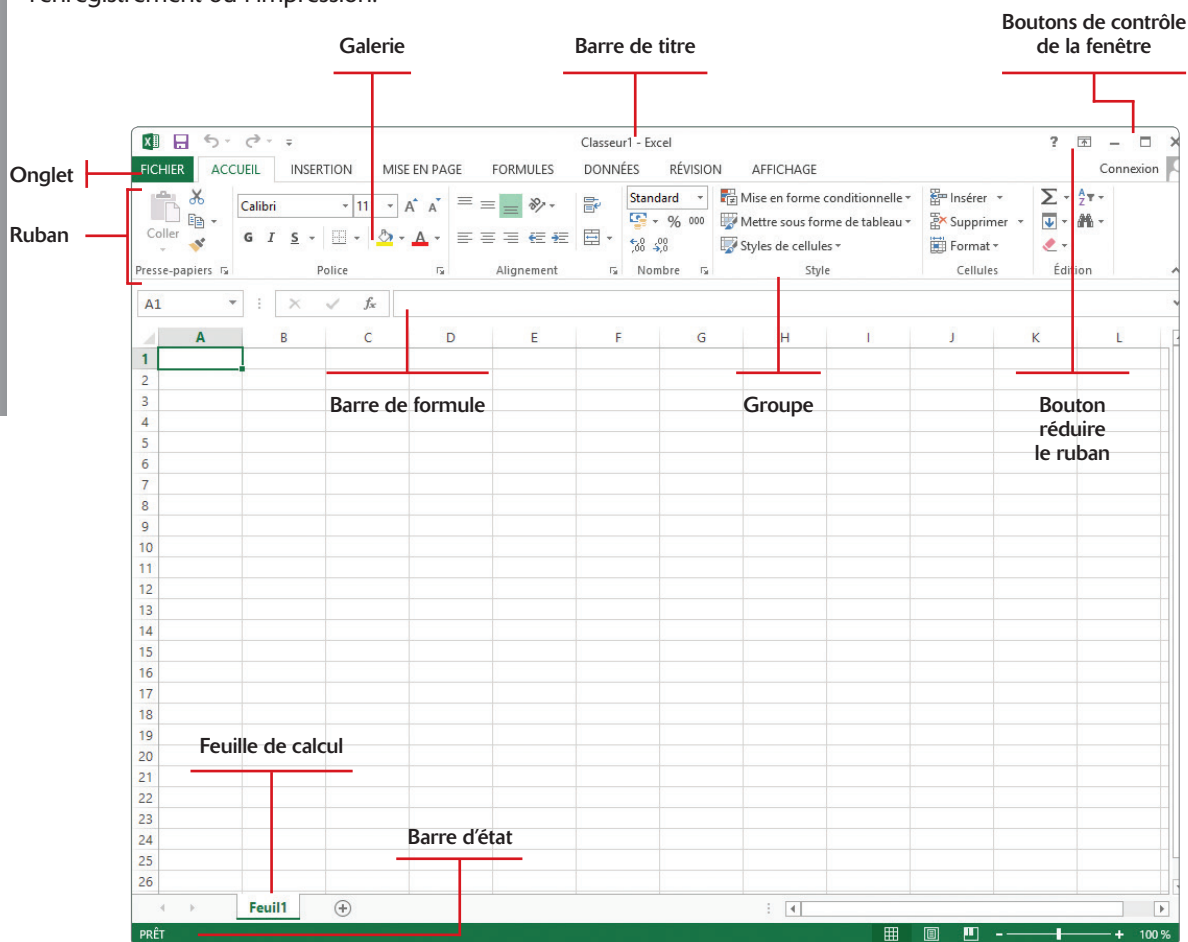 l'enregistrement ou l'impression.
Boutons de contrôle
de la fenêtre
Galerie
Barre de titre
Classeur1 - Excel
?
Onglet
FICHIER ACCUEIL INSERTION MISE EN PAGE FORMULES DONNÉES RÉVISION AFFICHAGE Connexion
Ruban
Coller
Calibri 11 A A
Standard
Mise en forme conditionnelle
Insérer
Σ
G I S A
% 000
Mettre sous forme de tableau
Supprimer
Styles de cellules
Format
Presse-papiers Police Alignement Nombre Style Cellules Édition
A1 fx
A B C D E F G H I J K L
1
2
3
Barre de formule
Groupe
Bouton
réduire
le ruban
4
5
6
7
8
9
10
11
12
13
14
15
16
17
18
19
Feuille de calcul
20
21
22
23
24
Barre d'état
25
26
Feuil1
PRÊT
100 %